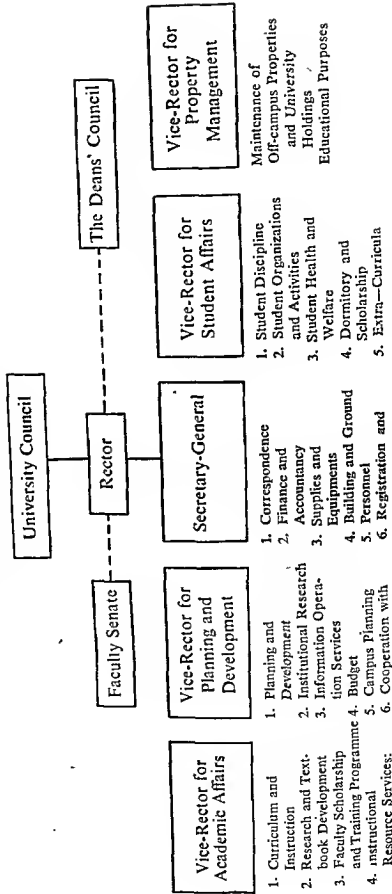 University Council
Faculty Senate
Rector
The Deans' Council
Vice-Rector for
Academic Affairs
1. Curriculum and
Instruction
2. Research and Text-
book Development
3. Faculty Scholarship
and Training Programme
4. Instructional
Resource Services:
Vice-Rector for
Planning and
Development
1. Planning and
Development
2. Institutional Research
3. Information Opera-
tion Services
4. Budget
5. Campus Planning
6. Cooperation with
Secretary-General
1. Correspondence
2. Finance and
Accountancy
3. Supplies and
Equipments
4. Building and Ground
5. Personnel
6. Registration and
Vice-Rector for
Student Affairs
1. Student Discipline
2. Student Organizations
and Activities
3. Student Health and
Welfare
4. Dormitory and
Scholarship
5. Extra—Curricula
Vice-Rector for
Property
Management
Maintenance of
Off-campus Properties
and University
Holdings
Educational Purposes